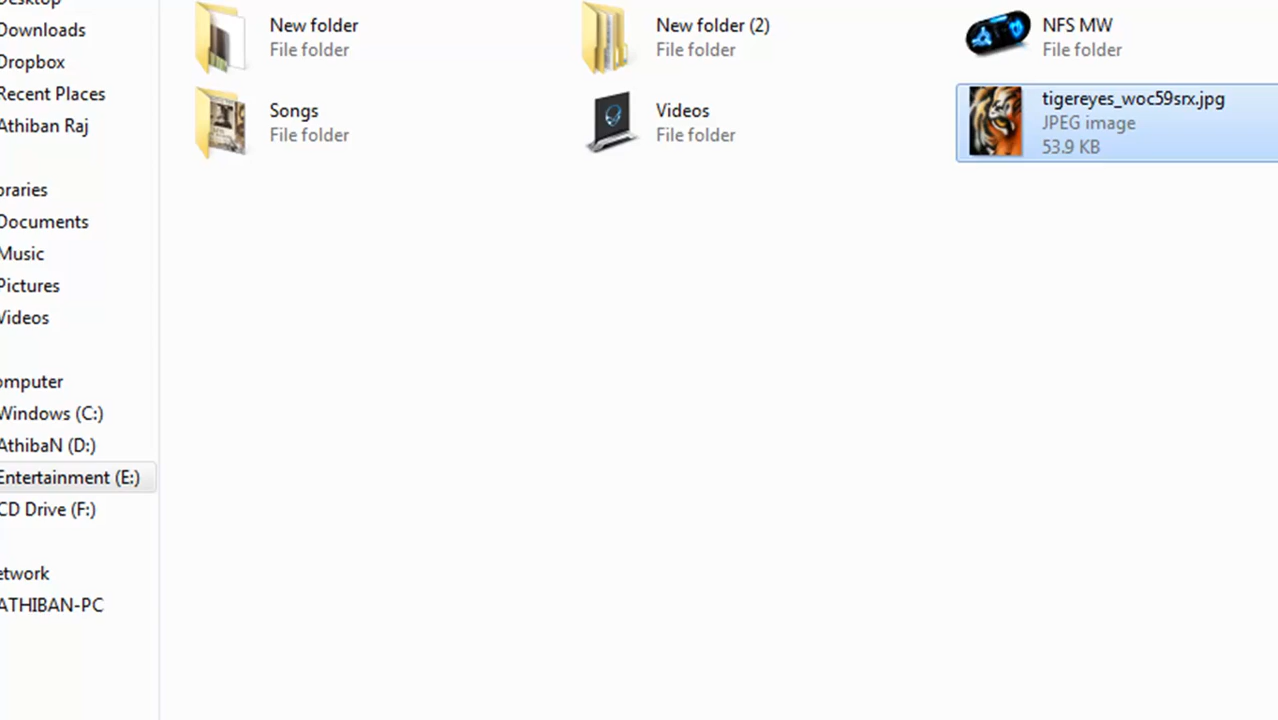 Desktop
Downloads
Dropbox
Recent Places
Athiban Raj
braries
Documents
Music
Pictures
Videos
omputer
Windows (C:)
AthibaN (D:)
Entertainment (E:)
CD Drive (F:)
etwork
ATHIBAN-PC
New folder
File folder
New folder (2)
File folder
NFS MW
File folder
Songs
File folder
Videos
File folder
tigereyes_woc59srx.jpg
JPEG image
53.9 KB